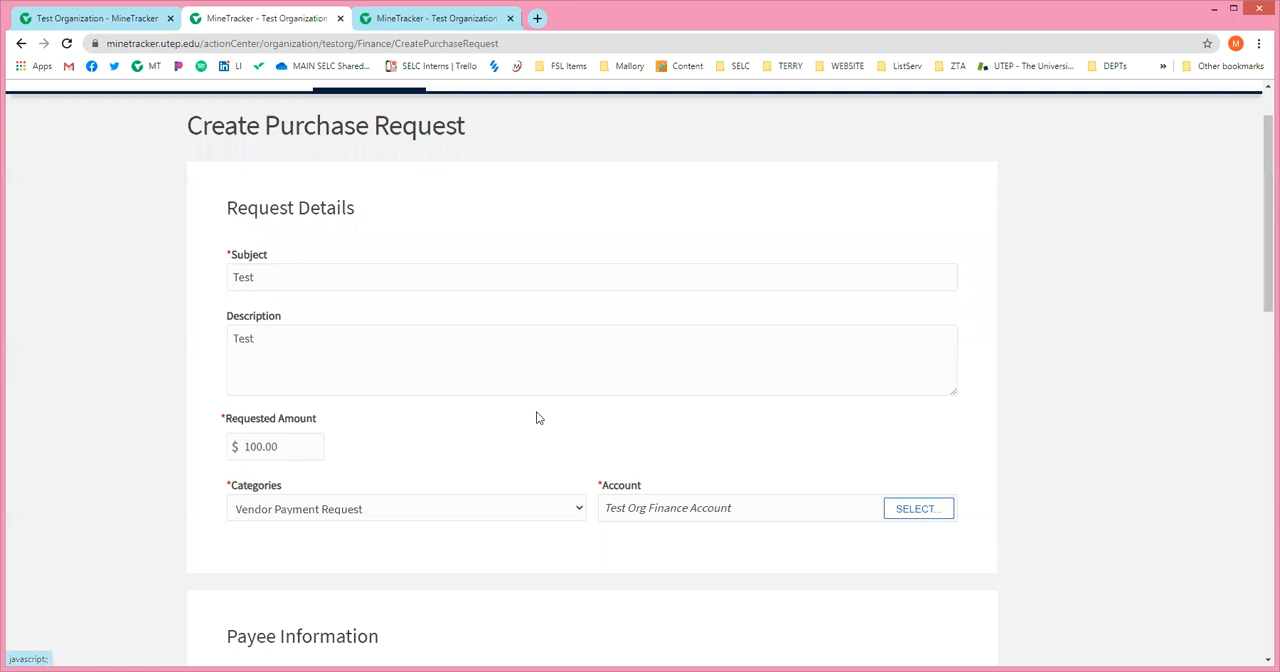 Test Organization - MineTracker
MineTracker - Test Organization
MineTracker - Test Organization
minetracker.utep.edu/actionCenter/organization/testorg/Finance/CreatePurchaseRequest
M
Apps MT LI MAIN SELC Shared... SELC Interns | Trello FSL Items Mallory Content SELC TERRY WEBSITE ListServ ZTA UTEP - The Universi... DEPTs » Other bookmarks
Create Purchase Request
Request Details
*Subject
Test
Description
Test
*Requested Amount
$ 100.00
*Categories *Account
Vendor Payment Request Test Org Finance Account SELECT...
Payee Information
javascript:;